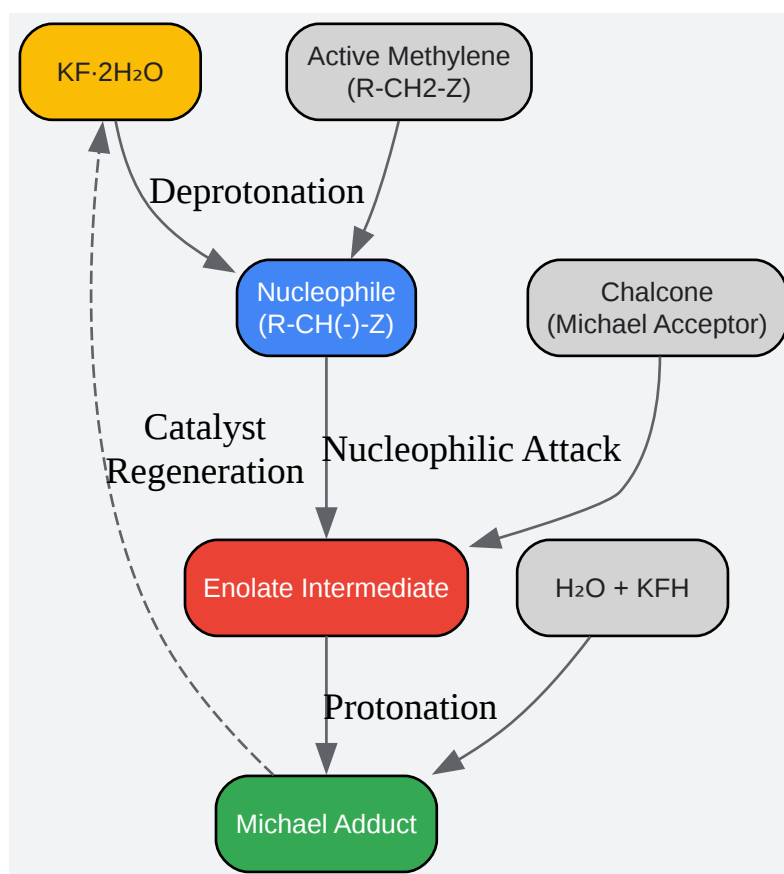 KF·2H₂O
Active Methylene
(R-CH2-Z)
Deprotonation
Nucleophile
(R-CH(-)-Z)
Chalcone
(Michael Acceptor)
Catalyst
Regeneration
Nucleophilic Attack
Enolate Intermediate
H₂O + KFH
Protonation
Michael Adduct